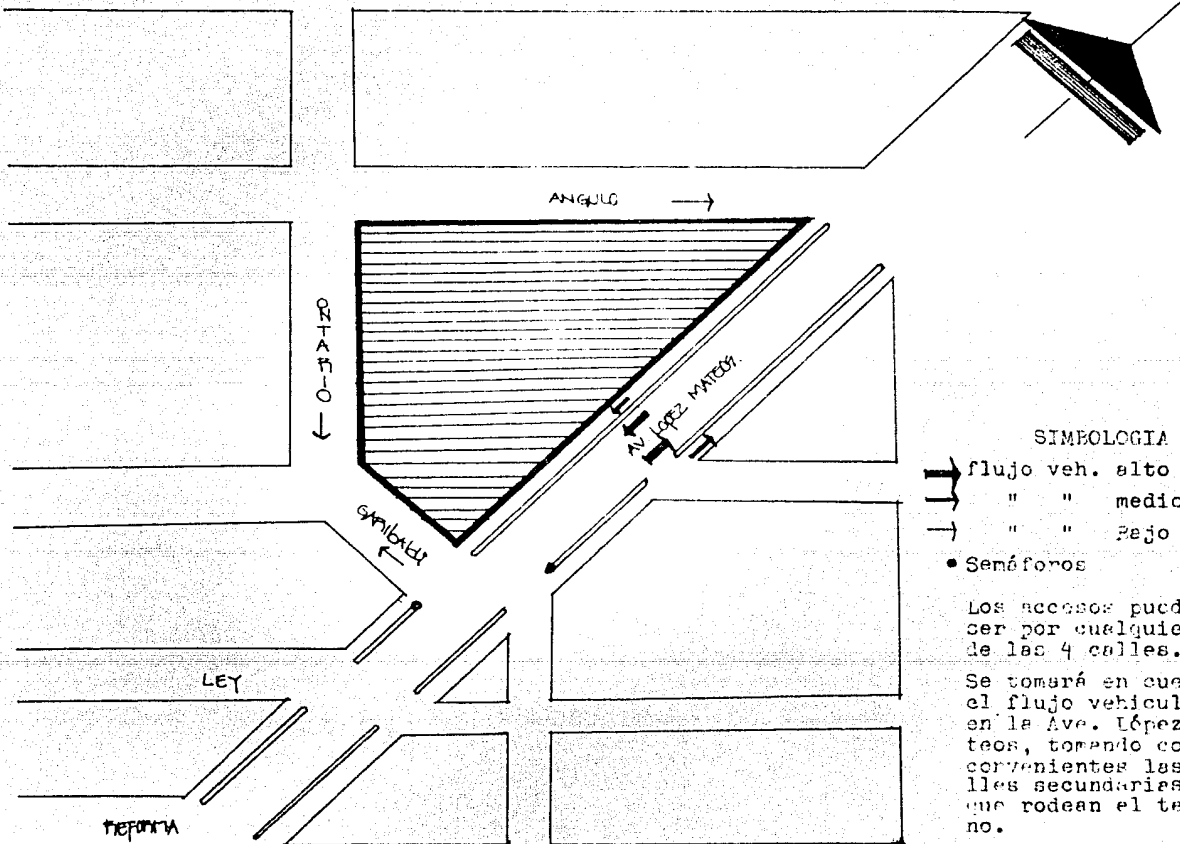 ANGULO
ONTARIO
AV LOPEZ MATEOS
GARIBALDI
LEY
REFORMA
SIMBOLOGIA
flujo veh. alto
" " medio
" " Bajo
Semáforos
Los accesos pued
ser por cualquie
de las 4 calles.
Se tomará en cue
el flujo vehicul
en la Ave. López
teos, tomando co
convenientes las
lles secundarias
que rodean el te
no.